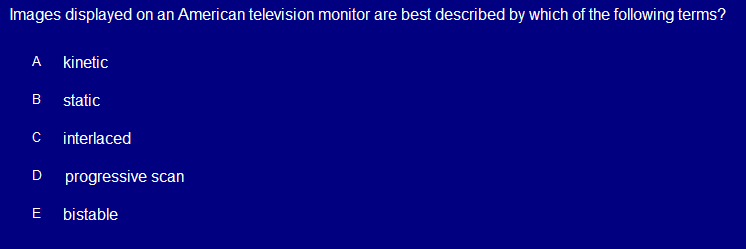 Images displayed on an American television monitor are best described by which of the following terms?
A kinetic
B static
C interlaced
D progressive scan
E bistable